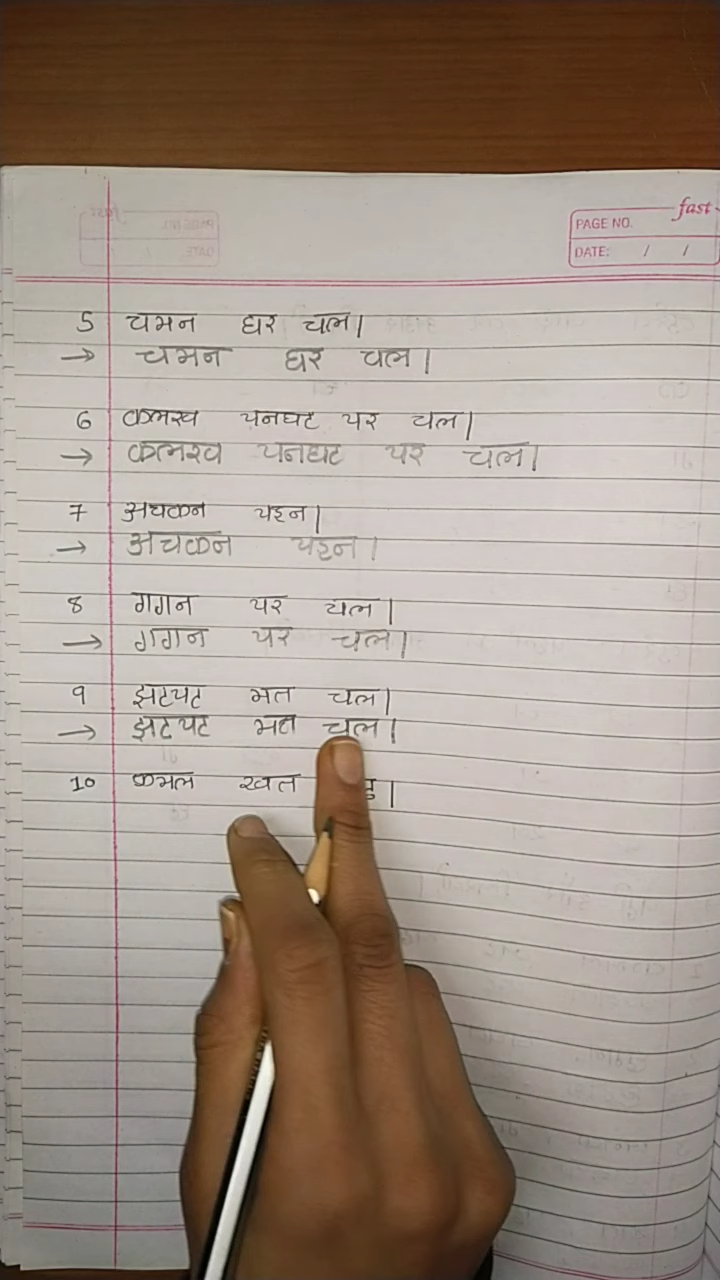 fast
PAGE NO.
DATE: / /
5 चमन घर चल।
→ चमन घर चल।
6 कलरव पनघट पर चल।
→ कलरव पनघट पर चल।
7 अचकन पहन।
→ अचकन पहन।
8 गगन पर चल।
→ गगन पर चल।
9 झटपट मत चल।
→ झटपट मत चल।
10 कमल खत